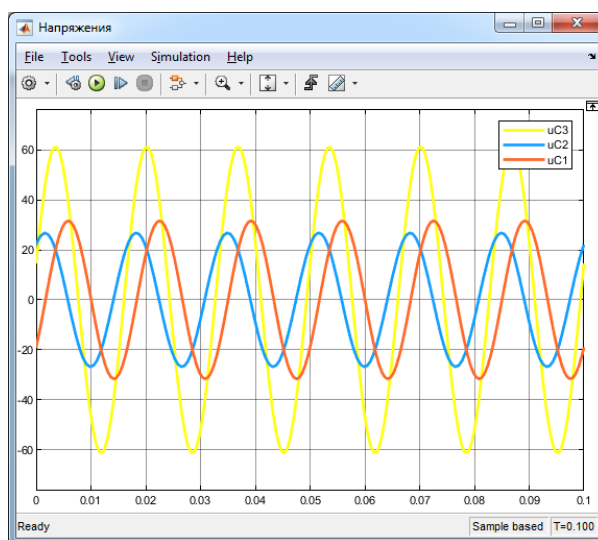 Напряжения
File Tools View Simulation Help
uC3
uC2
uC1
60
40
20
0
-20
-40
-60
0 0.01 0.02 0.03 0.04 0.05 0.06 0.07 0.08 0.09 0.1
Ready Sample based T=0.100